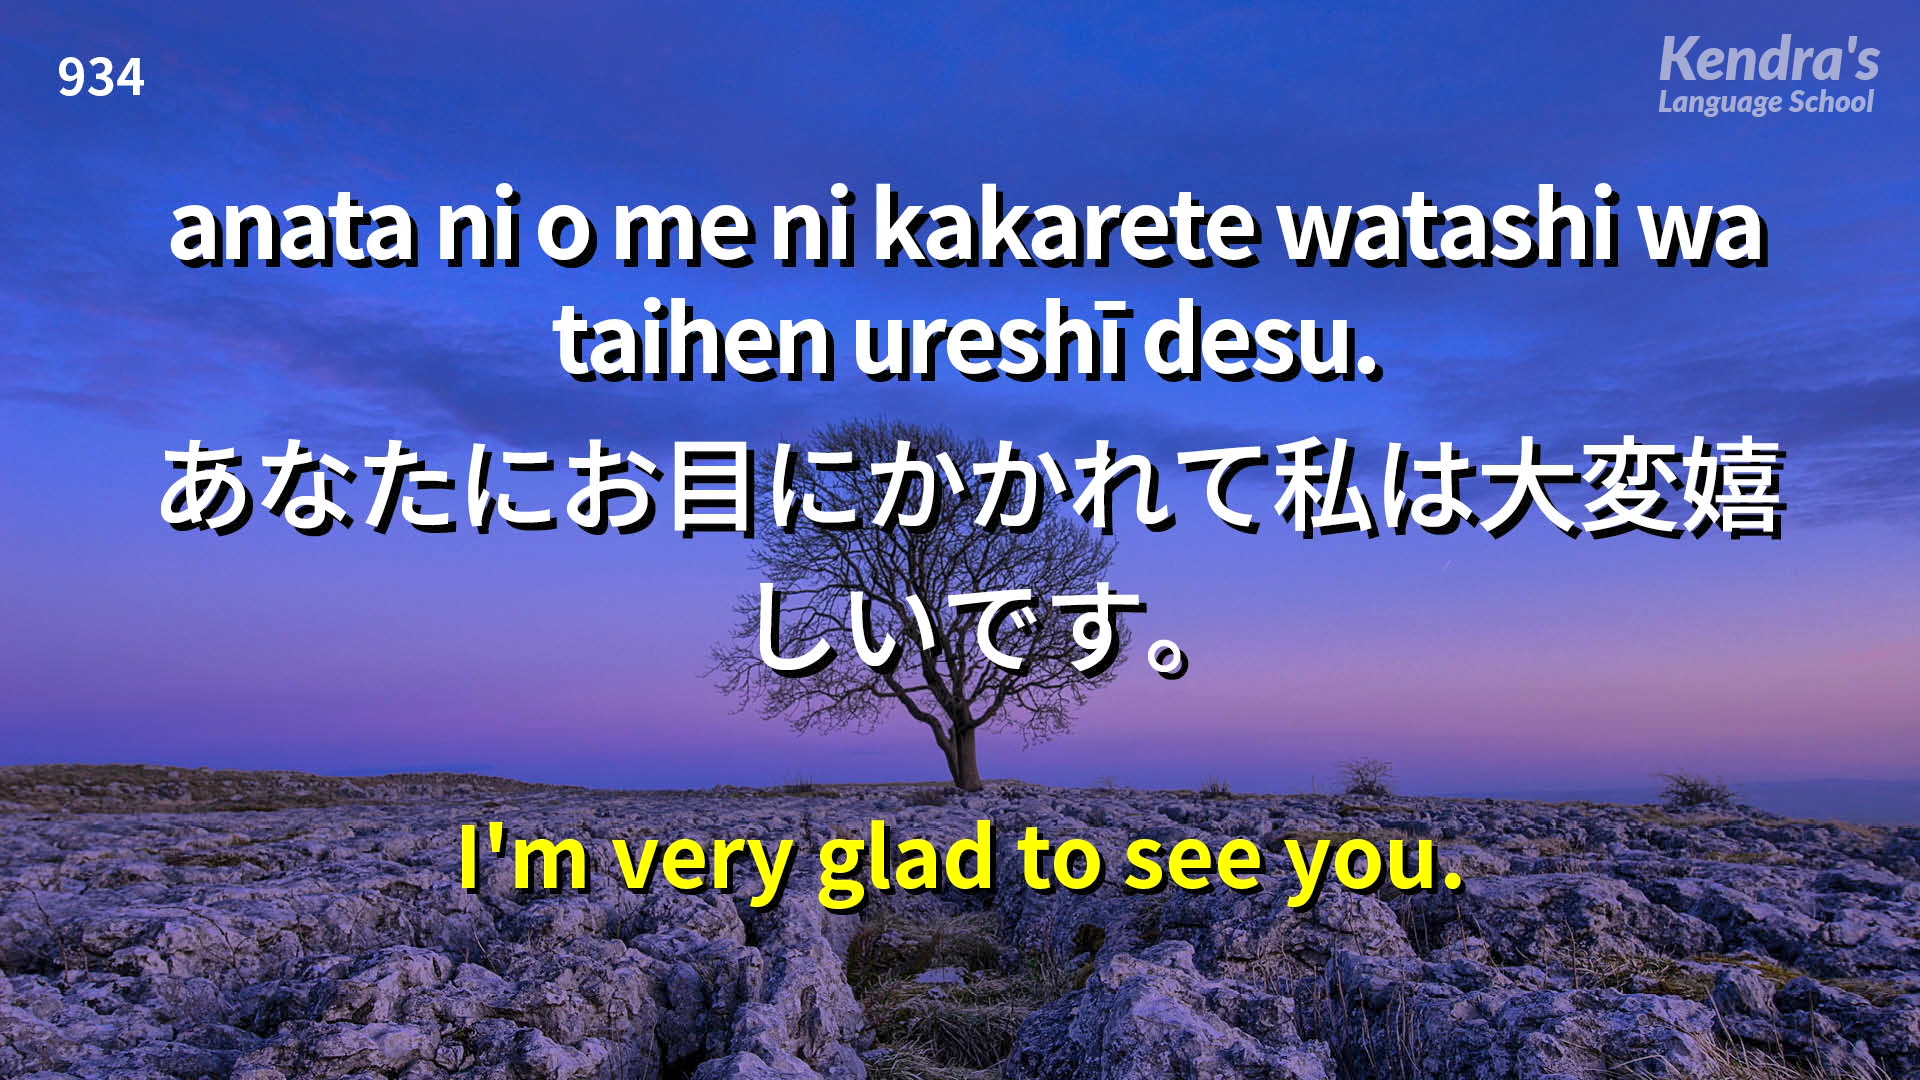 934
Kendra's
Language School
anata ni o me ni kakarete watashi wa
taihen ureshī desu.
あなたにお目にかかれて私は大変嬉
しいです。
I'm very glad to see you.